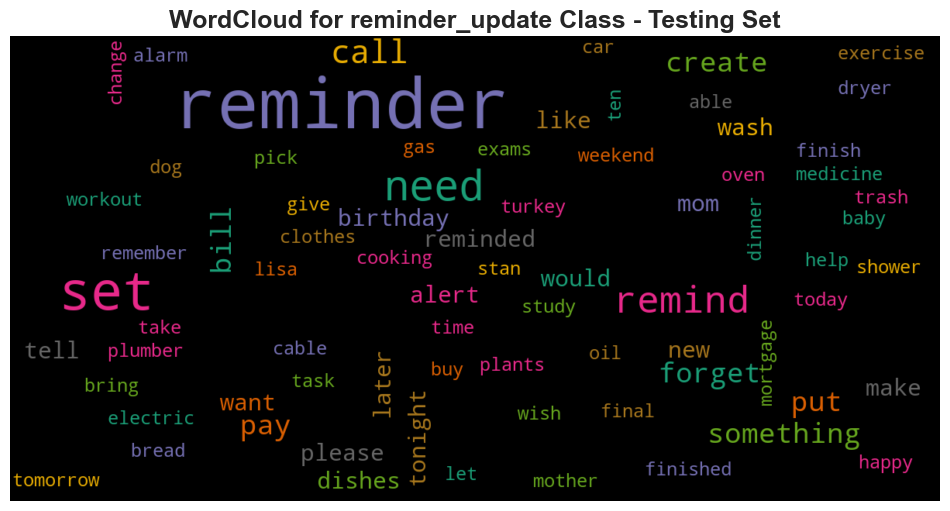 WordCloud for reminder_update Class - Testing Set
change
alarm
call
car
create
exercise
reminder
ten
able
dryer
like
wash
dog
pick
gas
exams
weekend
finish
oven
medicine
workout
give
need
birthday
turkey
mom
dinner
trash
baby
bill
clothes
reminded
remember
lisa
cooking
stan
would
help
shower
set
alert
study
remind
today
take
time
tell
plumber
cable
later
buy
plants
oil
new
mortgage
forget
bring
task
want
tonight
wish
final
put
make
electric
pay
something
bread
please
dishes
let
mother
finished
happy
tomorrow